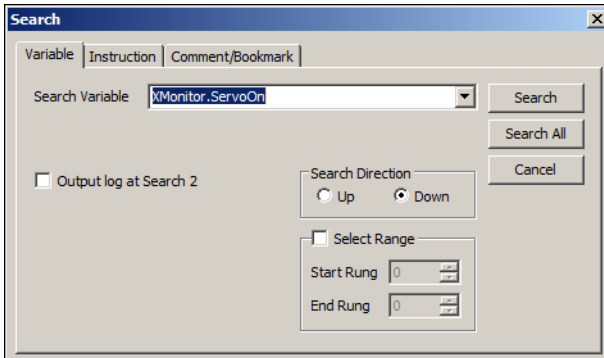 Search
Variable Instruction Comment/Bookmark
Search Variable XMonitor.ServoOn Search
Search All
Output log at Search 2 Search Direction Cancel
Up Down
Select Range
Start Rung 0
End Rung 0